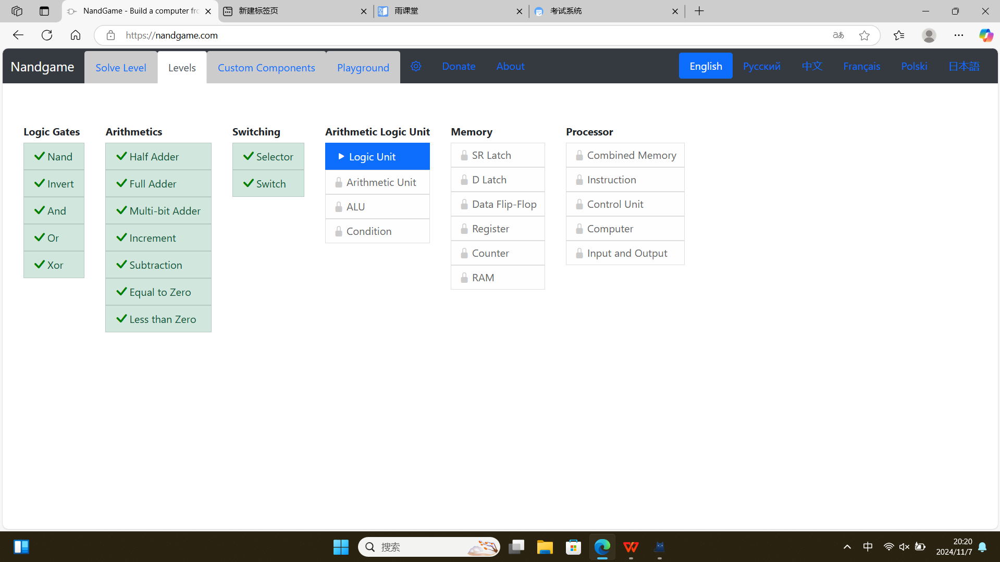 NandGame - Build a computer fro
新建标签页
雨课堂
考试系统
https://nandgame.com
aあ
Nandgame
Solve Level
Levels
Custom Components
Playground
Donate
About
English
Русский
中文
Français
Polski
日本語
Logic Gates
Nand
Invert
And
Or
Xor
Arithmetics
Half Adder
Full Adder
Multi-bit Adder
Increment
Subtraction
Equal to Zero
Less than Zero
Switching
Selector
Switch
Arithmetic Logic Unit
Logic Unit
Arithmetic Unit
ALU
Condition
Memory
SR Latch
D Latch
Data Flip-Flop
Register
Counter
RAM
Processor
Combined Memory
Instruction
Control Unit
Computer
Input and Output
搜索
中
20:20
2024/11/7